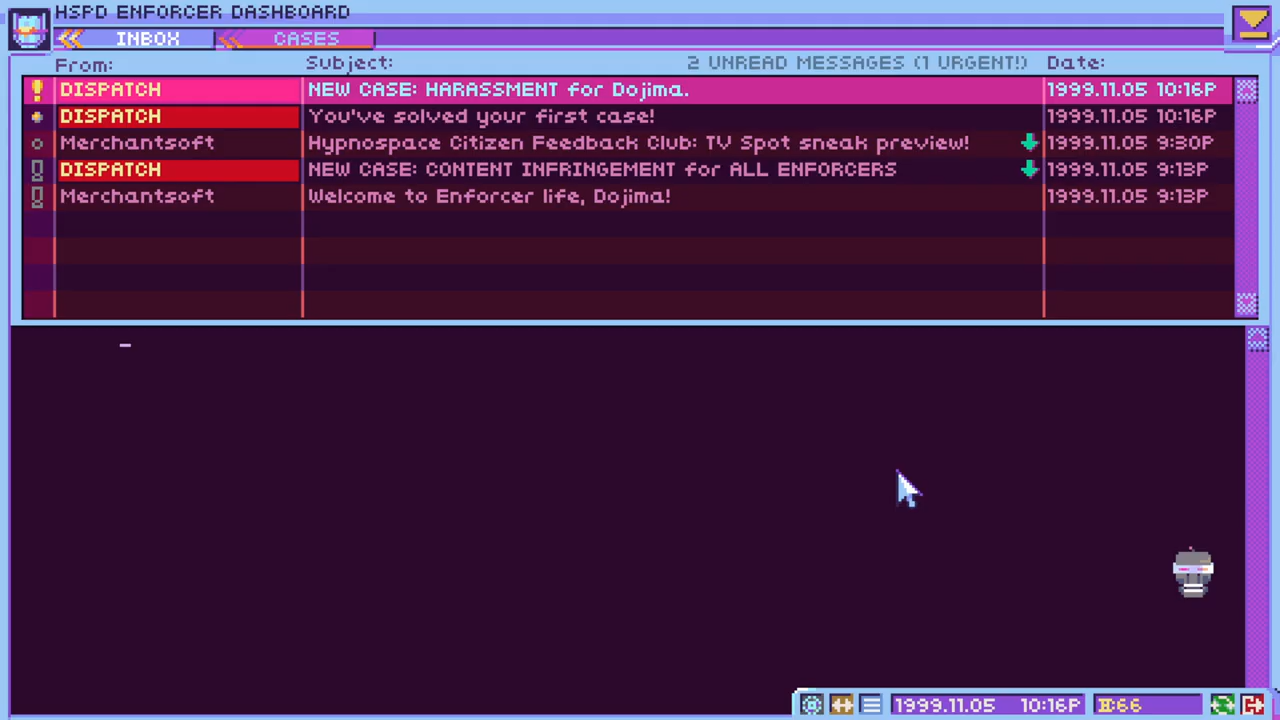 HSPD ENFORCER DASHBOARD
INBOX CASES
From: Subject: 2 UNREAD MESSAGES (1 URGENT!) Date:
DISPATCH NEW CASE: HARASSMENT for Dojima. 1999.11.05 10:16P
DISPATCH You've solved your first case! 1999.11.05 10:16P
Merchantsoft Hypnospace Citizen Feedback Club: TV Spot sneak preview! 1999.11.05 9:30P
DISPATCH NEW CASE: CONTENT INFRINGEMENT for ALL ENFORCERS 1999.11.05 9:13P
Merchantsoft Welcome to Enforcer life, Dojima! 1999.11.05 9:13P
1999.11.05 10:16P :66